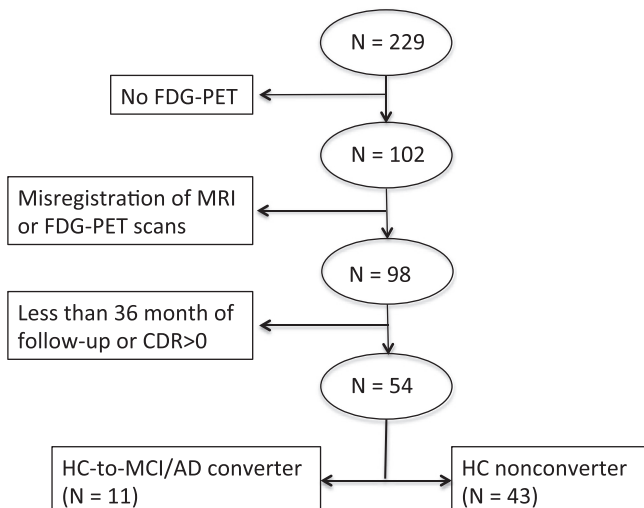 N = 229
No FDG-PET
N = 102
Misregistration of MRI
or FDG-PET scans
N = 98
Less than 36 month of
follow-up or CDR>0
N = 54
HC-to-MCI/AD converter
(N = 11)
HC nonconverter
(N = 43)